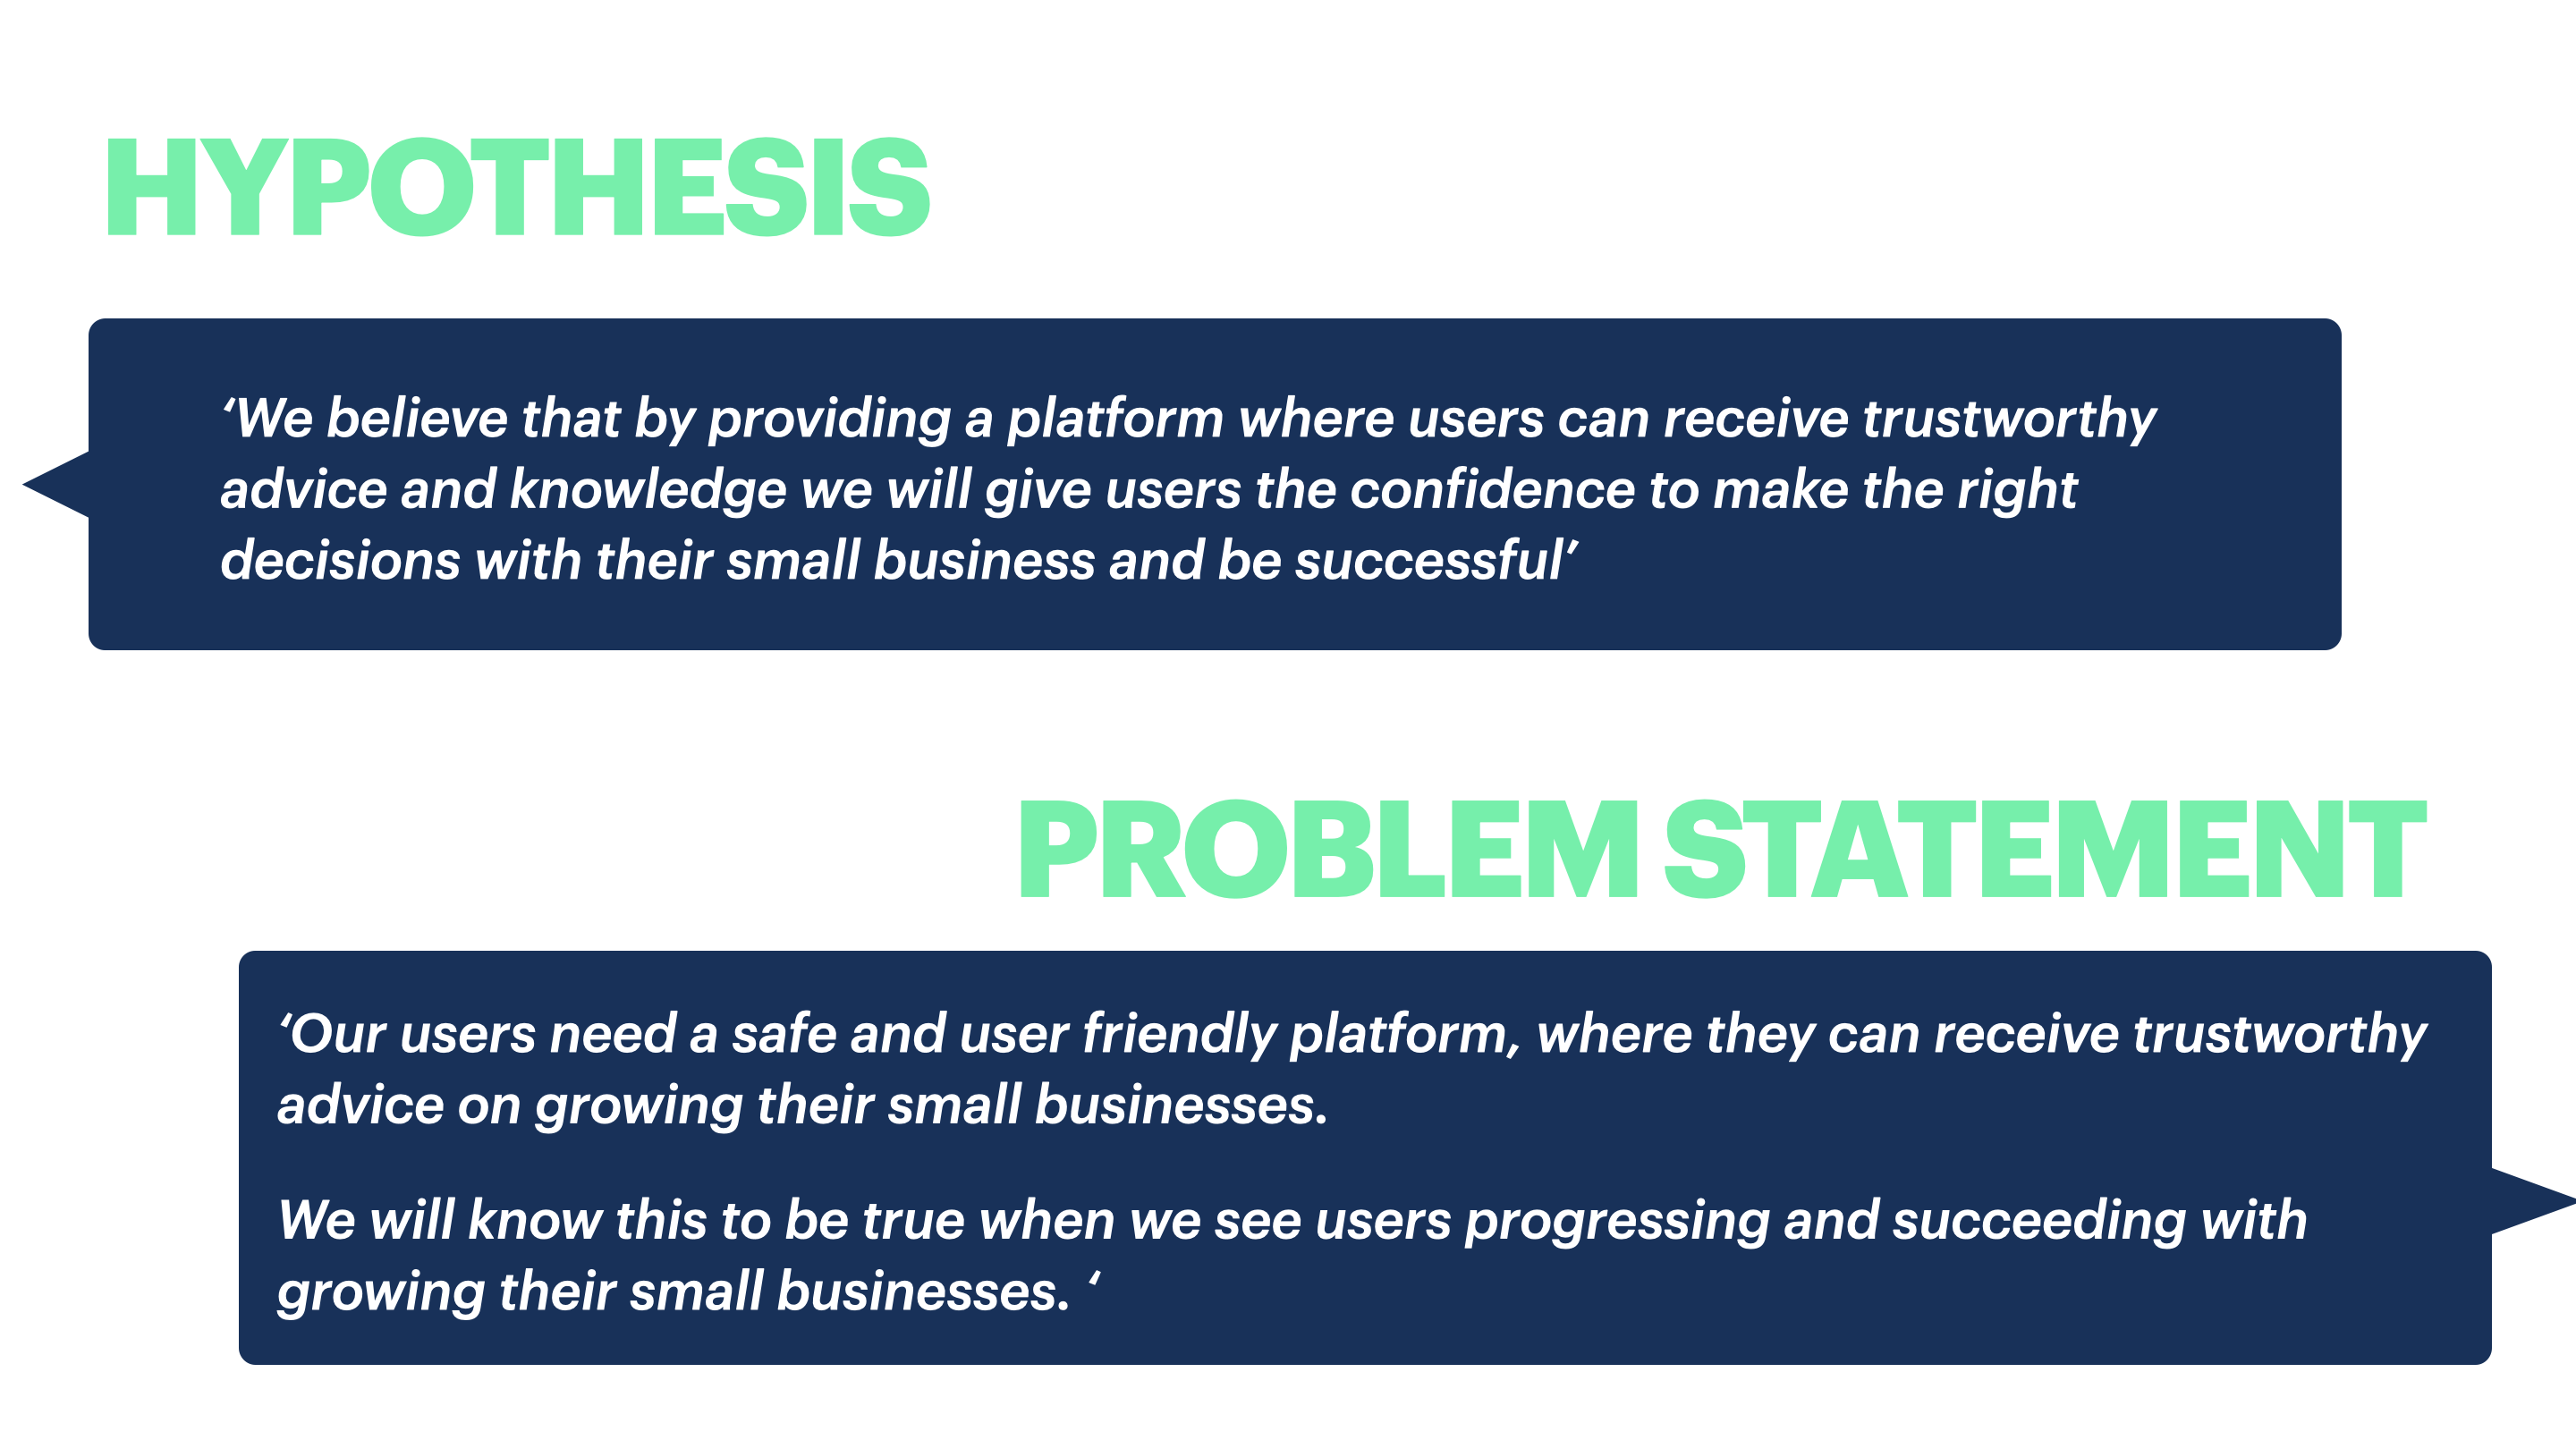 HYPOTHESIS
‘We believe that by providing a platform where users can receive trustworthy
advice and knowledge we will give users the confidence to make the right
decisions with their small business and be successful’
PROBLEM STATEMENT
‘Our users need a safe and user friendly platform, where they can receive trustworthy
advice on growing their small businesses.
We will know this to be true when we see users progressing and succeeding with
growing their small businesses. ‘